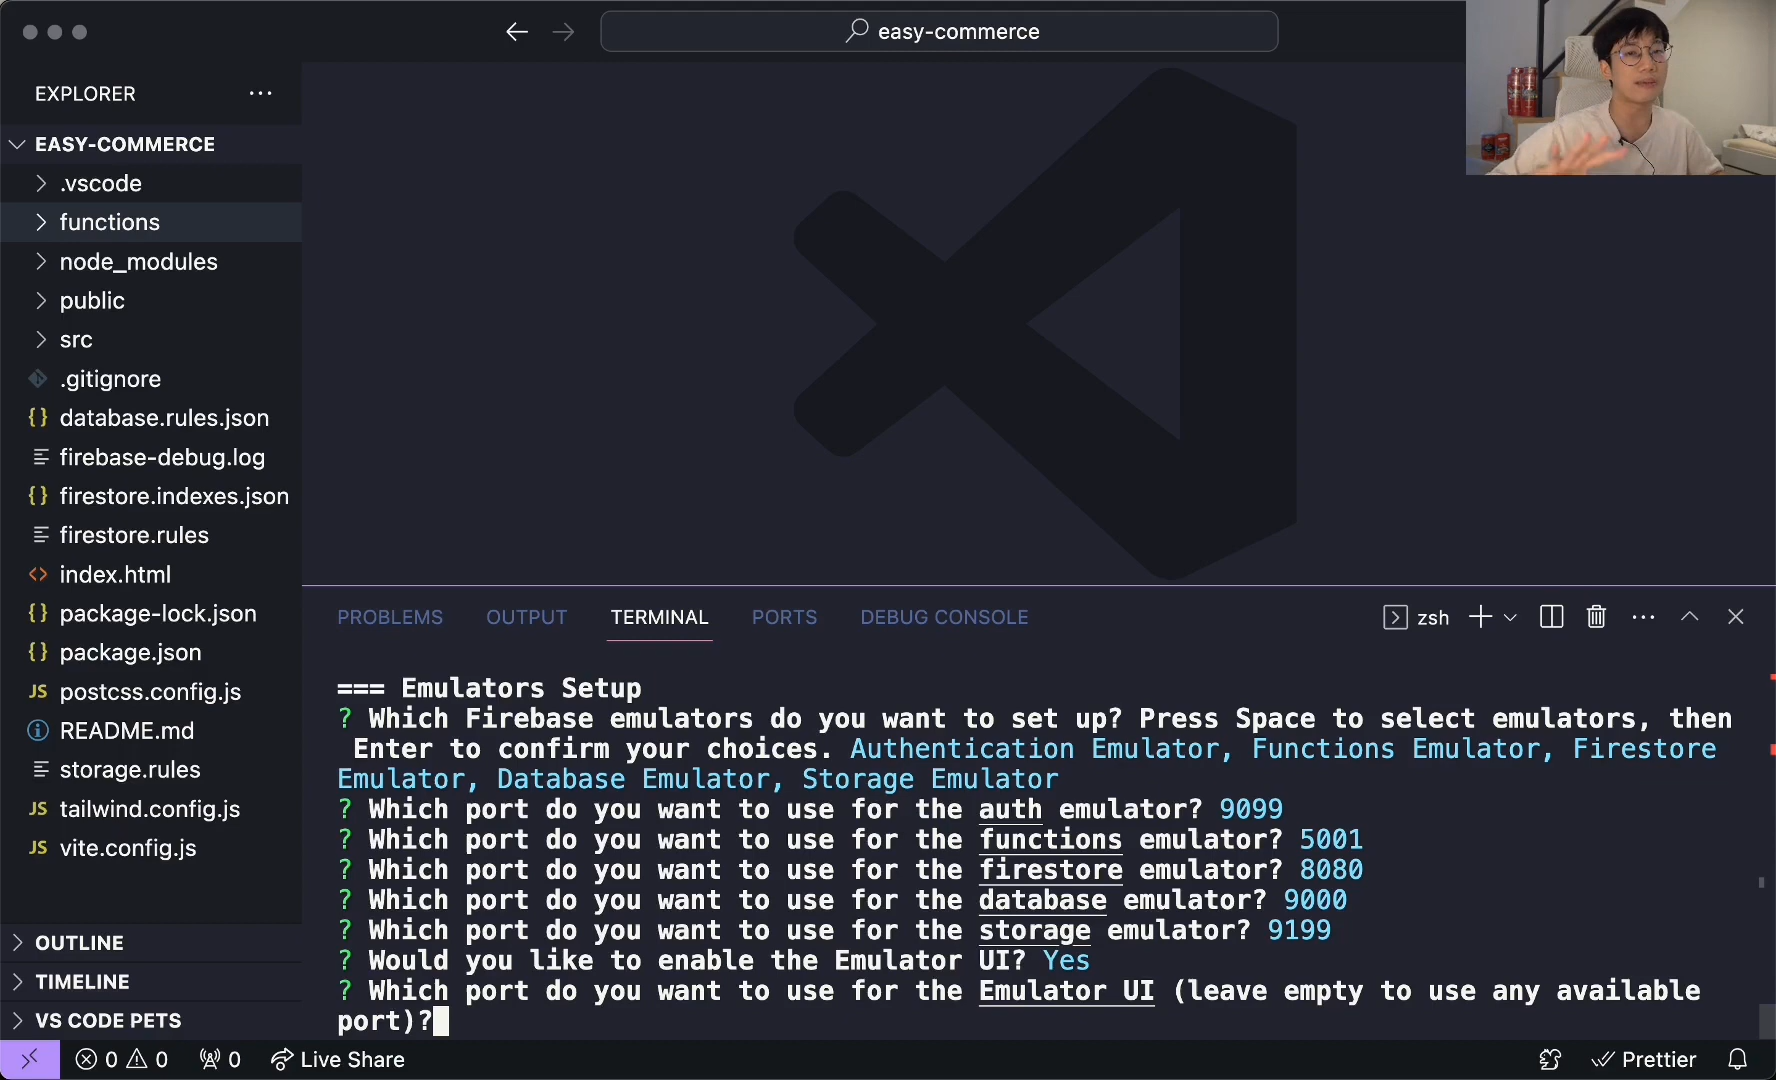 easy-commerce
EXPLORER
EASY-COMMERCE
.vscode
functions
node_modules
public
src
.gitignore
database.rules.json
firebase-debug.log
firestore.indexes.json
firestore.rules
index.html
package-lock.json
package.json
postcss.config.js
README.md
storage.rules
tailwind.config.js
vite.config.js
OUTLINE
TIMELINE
VS CODE PETS
PROBLEMS OUTPUT TERMINAL PORTS DEBUG CONSOLE zsh
=== Emulators Setup
? Which Firebase emulators do you want to set up? Press Space to select emulators, then
Enter to confirm your choices. Authentication Emulator, Functions Emulator, Firestore
Emulator, Database Emulator, Storage Emulator
? Which port do you want to use for the auth emulator? 9099
? Which port do you want to use for the functions emulator? 5001
? Which port do you want to use for the firestore emulator? 8080
? Which port do you want to use for the database emulator? 9000
? Which port do you want to use for the storage emulator? 9199
? Would you like to enable the Emulator UI? Yes
? Which port do you want to use for the Emulator UI (leave empty to use any available
port)?
0 0 0 Live Share Prettier